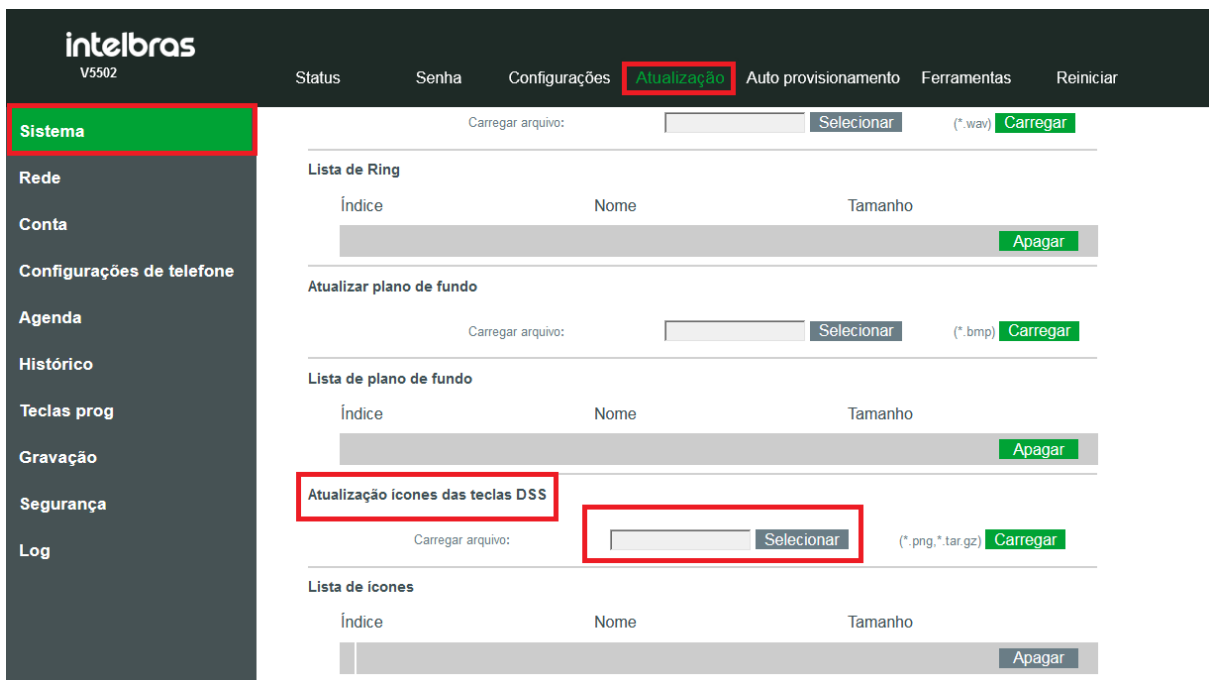 intelbras
V5502
Status Senha Configurações Atualização Auto provisionamento Ferramentas Reiniciar
Sistema
Rede
Conta
Configurações de telefone
Agenda
Histórico
Teclas prog
Gravação
Segurança
Log
Carregar arquivo: Selecionar (*.wav) Carregar
Lista de Ring
Índice Nome Tamanho
Apagar
Atualizar plano de fundo
Carregar arquivo: Selecionar (*.bmp) Carregar
Lista de plano de fundo
Índice Nome Tamanho
Apagar
Atualização ícones das teclas DSS
Carregar arquivo: Selecionar (*.png,*.tar.gz) Carregar
Lista de ícones
Índice Nome Tamanho
Apagar